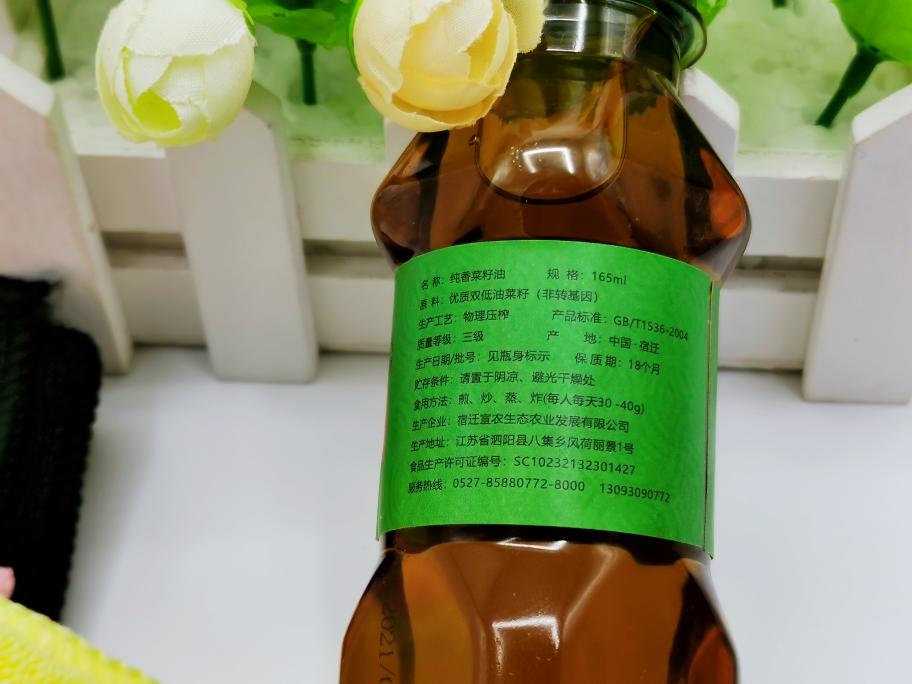 名 称：纯香菜籽油 规 格：165ml
原 料：优质双低油菜籽（非转基因）
生产工艺：物理压榨 产品标准：GB/T1536-2004
质量等级：三级 产 地：中国·宿迁
生产日期/批号：见瓶身标示 保 质 期：18个月
贮存条件：请置于阴凉、避光干燥处
食用方法：煎、炒、蒸、炸(每人每天30 -40g)
生产企业：宿迁宣农生态农业发展有限公司
生产地址：江苏省泗阳县八集乡风荷丽景1号
食品生产许可证编号：SC10232132301427
服务热线：0527-85880772-8000 13093090772
2021/